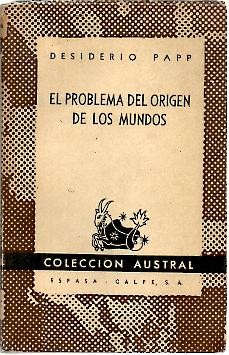 DESIDERIO PAPP
EL PROBLEMA DEL ORIGEN
DE LOS MUNDOS
COLECCION AUSTRAL
ESPASA - CALPE, S.A.